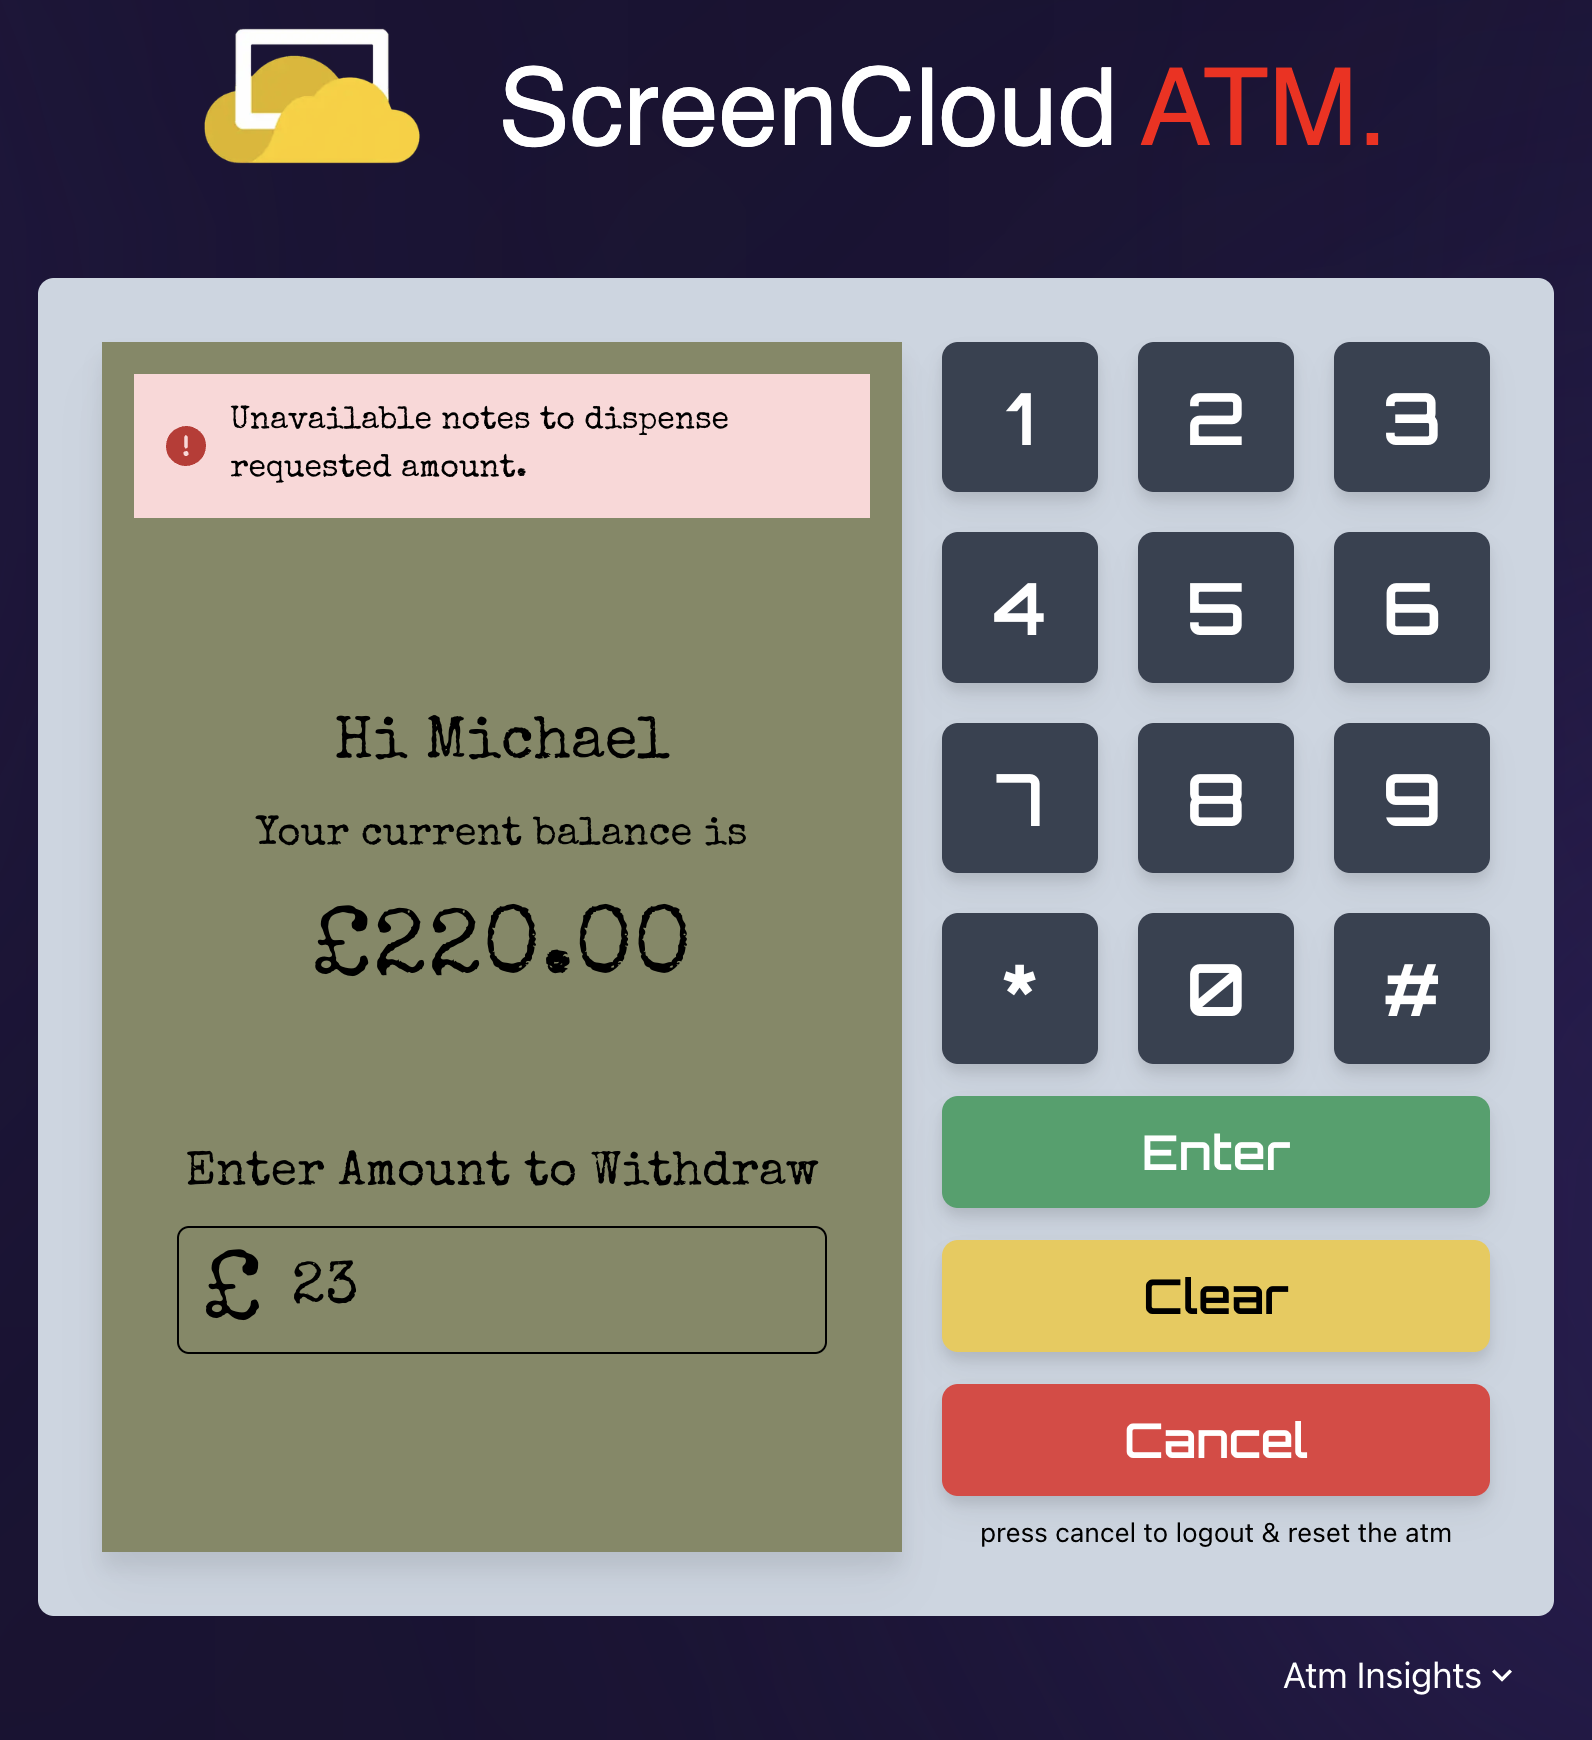 ScreenCloud ATM.
Unavailable notes to dispense
requested amount.
Hi Michael
Your current balance is
£220.00
Enter Amount to Withdraw
£ 23
1 2 3
4 5 6
7 8 9
* 0 #
Enter
Clear
Cancel
press cancel to logout & reset the atm
Atm Insights